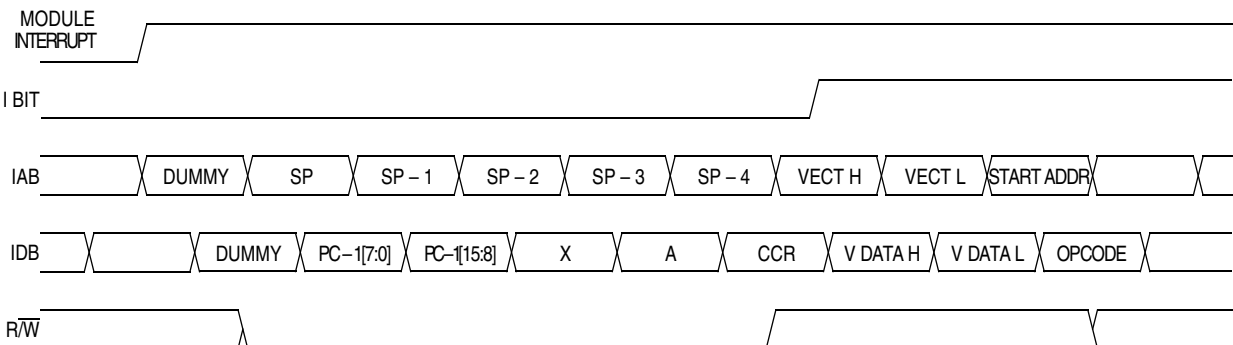 MODULE
INTERRUPT
I BIT
IAB DUMMY SP SP – 1 SP – 2 SP – 3 SP – 4 VECT H VECT L START ADDR
IDB DUMMY PC–1[7:0] PC–1[15:8] X A CCR V DATA H V DATA L OPCODE
R/W̅